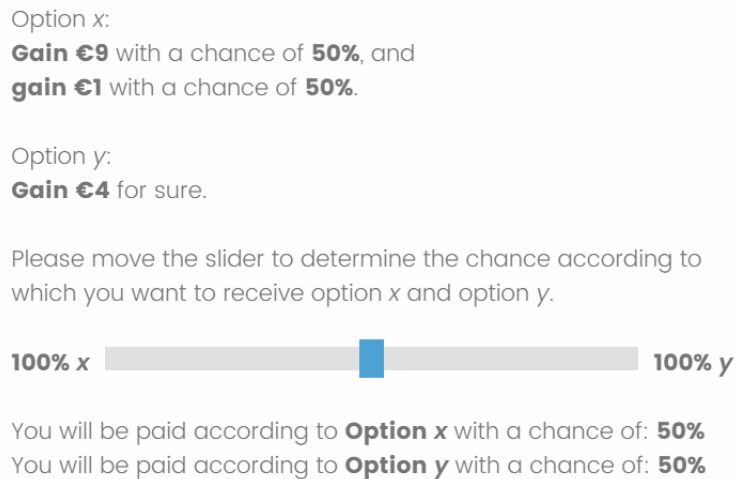 Option x:
Gain €9 with a chance of 50%, and
gain €1 with a chance of 50%.
Option y:
Gain €4 for sure.
Please move the slider to determine the chance according to
which you want to receive option x and option y.
100% x 100% y
You will be paid according to Option x with a chance of: 50%
You will be paid according to Option y with a chance of: 50%